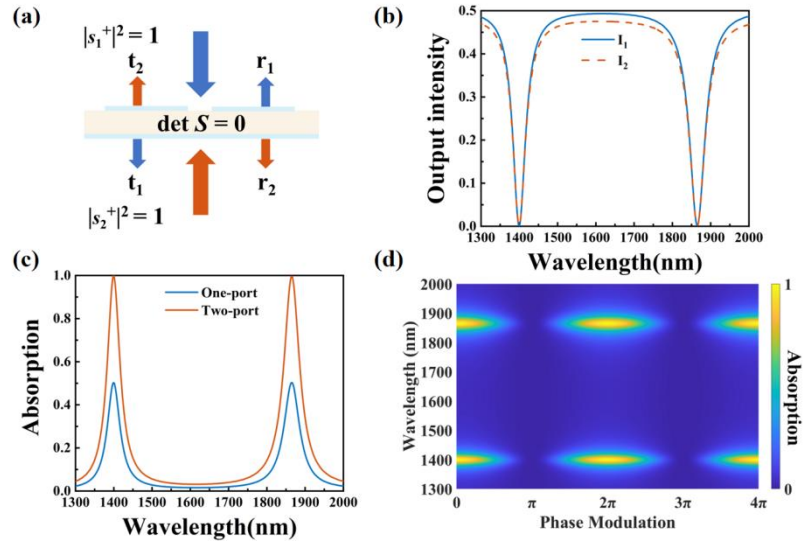 (a)
|s₁⁺|² = 1
t₂ r₁
det S = 0
t₁ r₂
|s₂⁺|² = 1
(b)
Output intensity
0.5
0.4
0.3
0.2
0.1
0.0
I₁
I₂
1300 1400 1500 1600 1700 1800 1900 2000
Wavelength(nm)
(c)
Absorption
1.0
0.8
0.6
0.4
0.2
0.0
One-port
Two-port
1300 1400 1500 1600 1700 1800 1900 2000
Wavelength(nm)
(d)
Wavelength (nm)
2000
1900
1800
1700
1600
1500
1400
1300
0 π 2π 3π 4π
Phase Modulation
1
0
Absorption